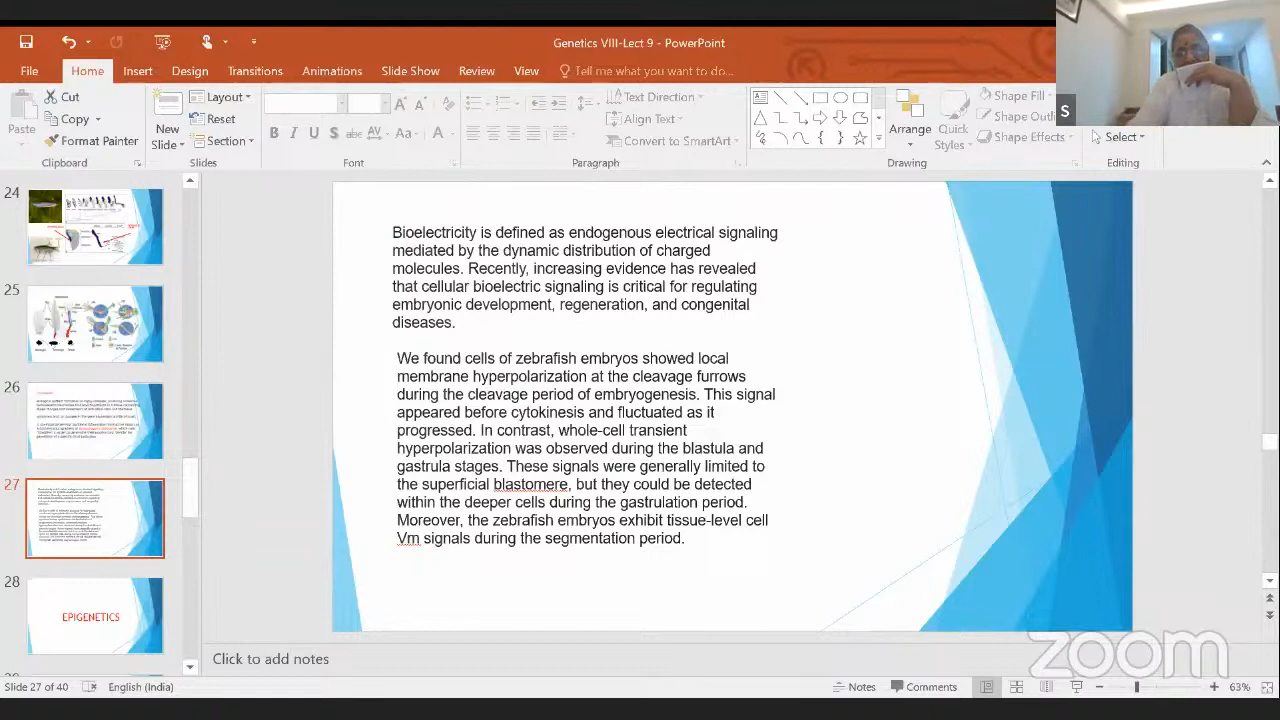 Genetics VIII-Lect 9 - PowerPoint
File Home Insert Design Transitions Animations Slide Show Review View Tell me what you want to do...
Paste
Cut
Copy
Format Painter
Clipboard
New
Slide
Layout
Reset
Section
Slides
B I U S abc AV Aa A
Font
Text Direction
Align Text
Convert to SmartArt
Paragraph
Arrange
Quick
Styles
Shape Fill
Shape Outl
Shape Effects
Drawing
Select
Editing
S
24
25
26
27
28
EPIGENETICS
Bioelectricity is defined as endogenous electrical signaling
mediated by the dynamic distribution of charged
molecules. Recently, increasing evidence has revealed
that cellular bioelectric signaling is critical for regulating
embryonic development, regeneration, and congenital
diseases.
We found cells of zebrafish embryos showed local
membrane hyperpolarization at the cleavage furrows
during the cleavage period of embryogenesis. This signal
appeared before cytokinesis and fluctuated as it
progressed. In contrast, whole-cell transient
hyperpolarization was observed during the blastula and
gastrula stages. These signals were generally limited to
the superficial blastomere, but they could be detected
within the deeper cells during the gastrulation period.
Moreover, the zebrafish embryos exhibit tissue-level cell
Vm signals during the segmentation period.
Click to add notes
zoom
Slide 27 of 40 English (India) Notes Comments 63%